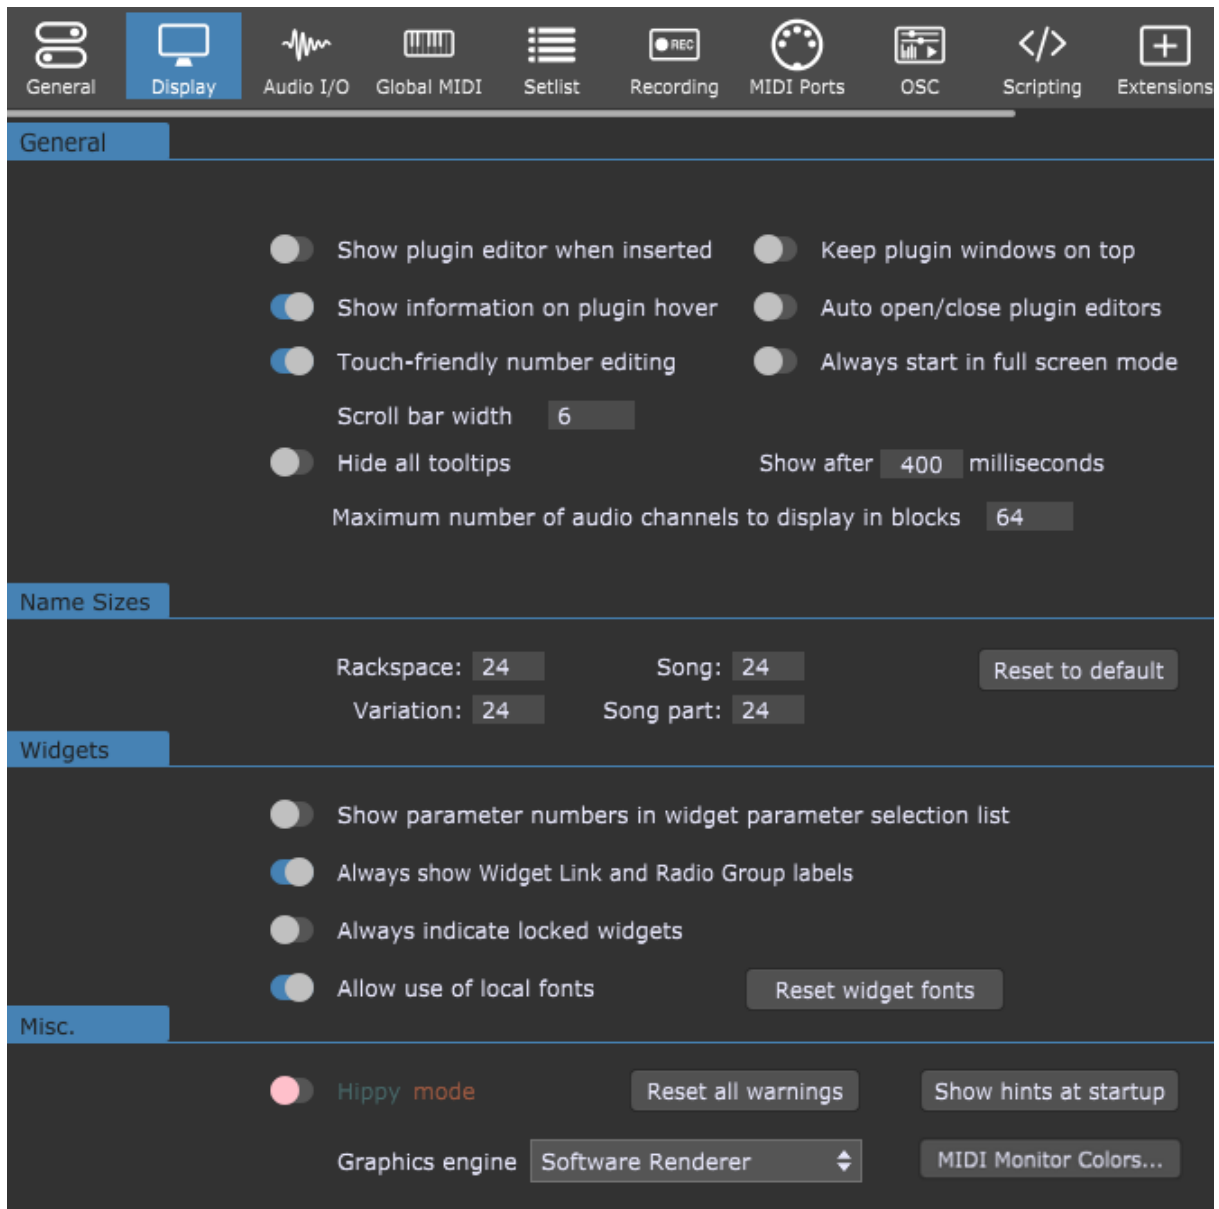 General Display Audio I/O Global MIDI Setlist Recording MIDI Ports OSC Scripting Extensions
REC
General
Show plugin editor when inserted Keep plugin windows on top
Show information on plugin hover Auto open/close plugin editors
Touch-friendly number editing Always start in full screen mode
Scroll bar width 6
Hide all tooltips Show after 400 milliseconds
Maximum number of audio channels to display in blocks 64
Name Sizes
Rackspace: 24 Song: 24 Reset to default
Variation: 24 Song part: 24
Widgets
Show parameter numbers in widget parameter selection list
Always show Widget Link and Radio Group labels
Always indicate locked widgets
Allow use of local fonts Reset widget fonts
Misc.
Hippy mode Reset all warnings Show hints at startup
Graphics engine Software Renderer MIDI Monitor Colors...